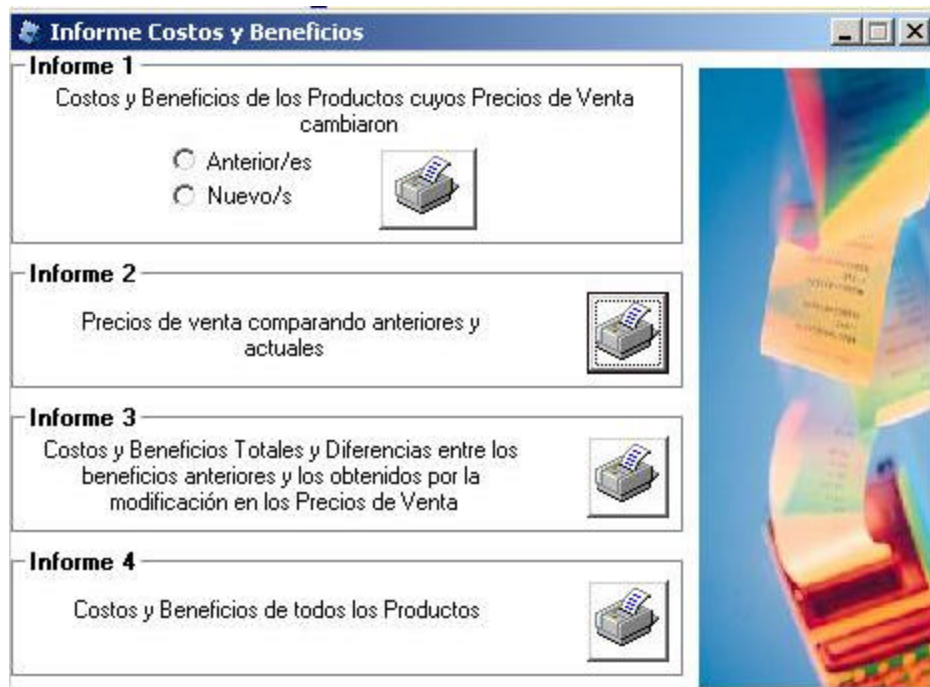 Informe Costos y Beneficios
Informe 1
Costos y Beneficios de los Productos cuyos Precios de Venta
cambiaron
Anterior/es
Nuevo/s
Informe 2
Precios de venta comparando anteriores y
actuales
Informe 3
Costos y Beneficios Totales y Diferencias entre los
beneficios anteriores y los obtenidos por la
modificación en los Precios de Venta
Informe 4
Costos y Beneficios de todos los Productos